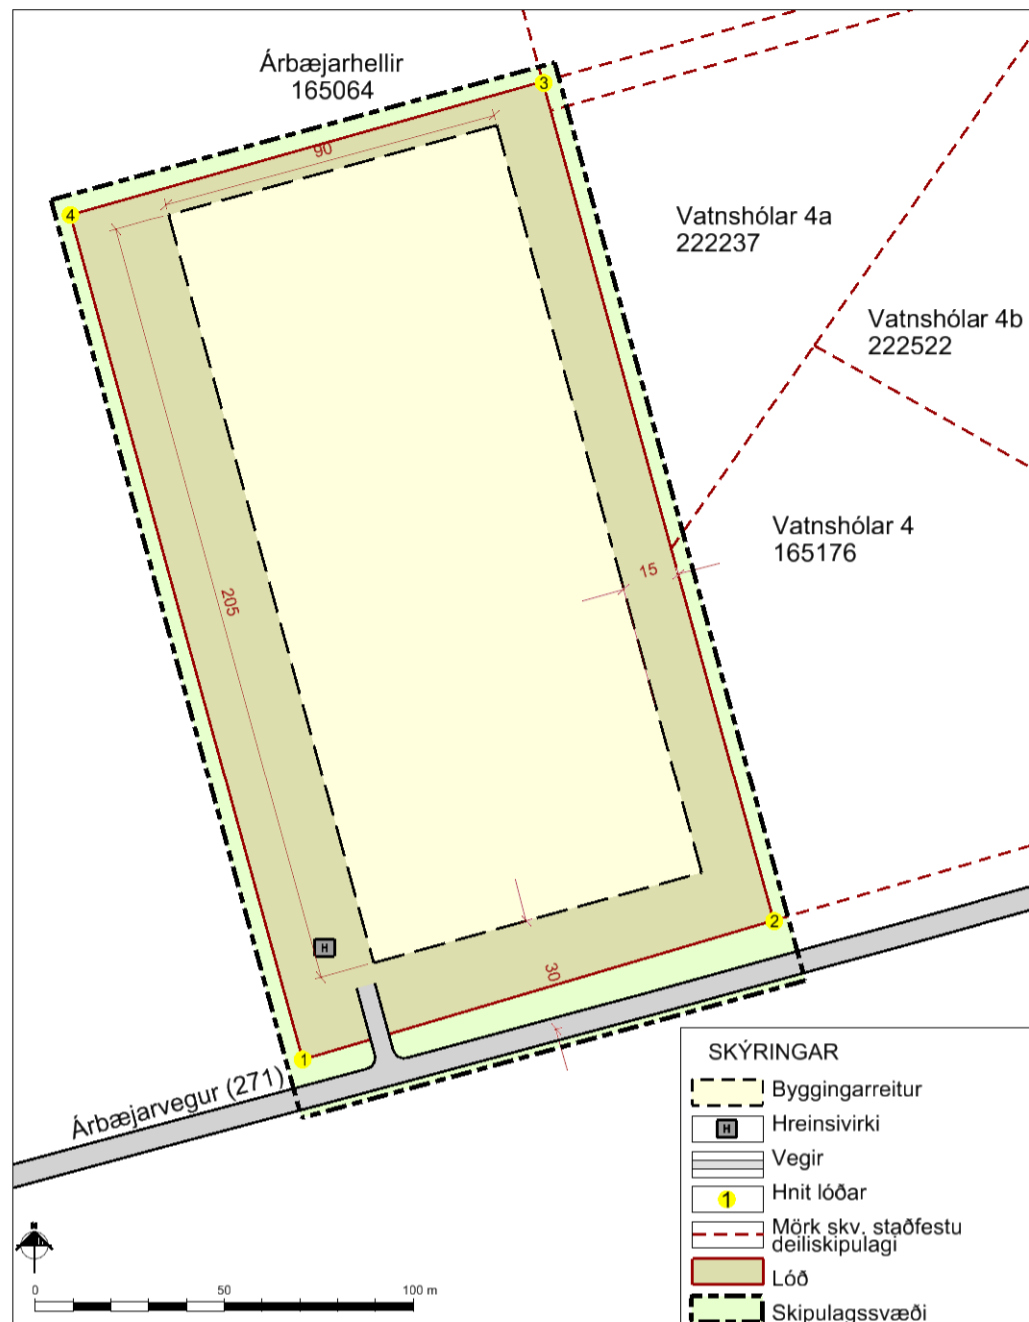 Árbæjarhellir
165064
3
90
4
Vatnshólar 4a
222237
Vatnshólar 4b
222522
Vatnshólar 4
165176
15
205
2
H
30
1
Árbæjarvegur (271)
SKÝRINGAR
Byggingarreitur
H Hreinsivirki
Vegir
1 Hnit lóðar
Mörk skv. staðfestu
deiliskipulagi
Lóð
Skipulagssvæði
N
0 50 100 m